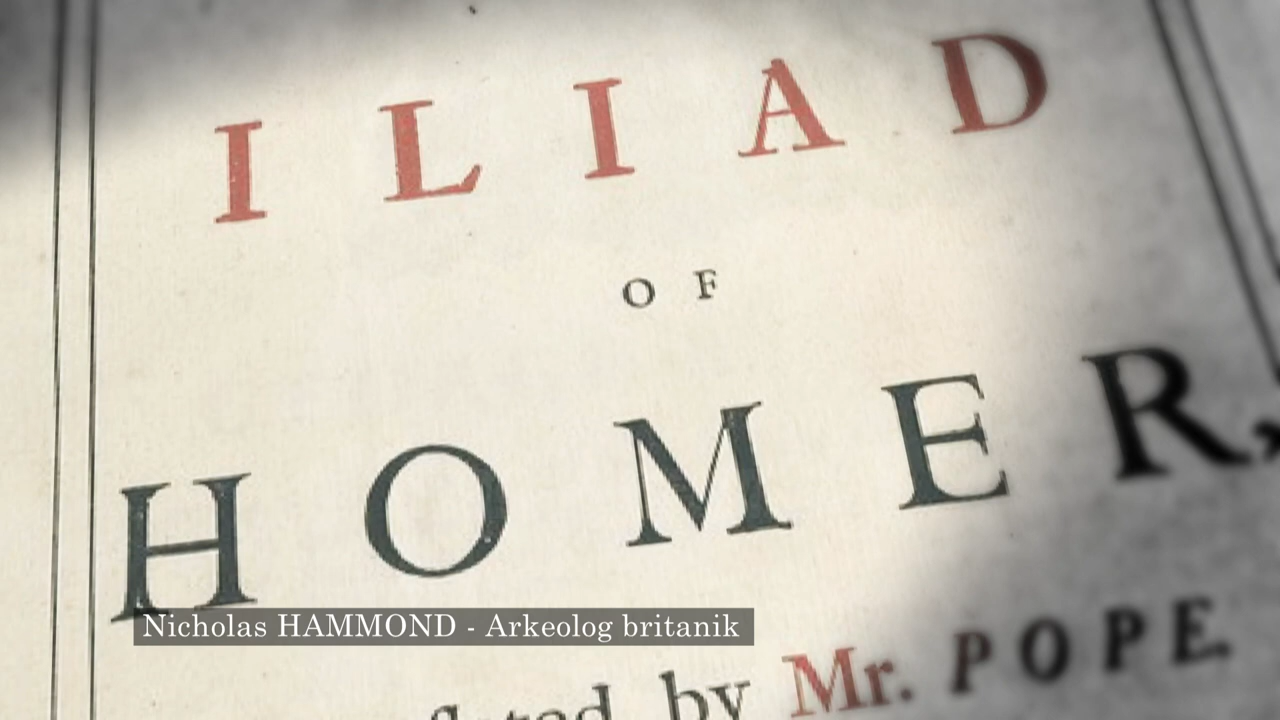 ILIAD
OF
HOMER,
Nicholas HAMMOND - Arkeolog britanik
by Mr. POPE.